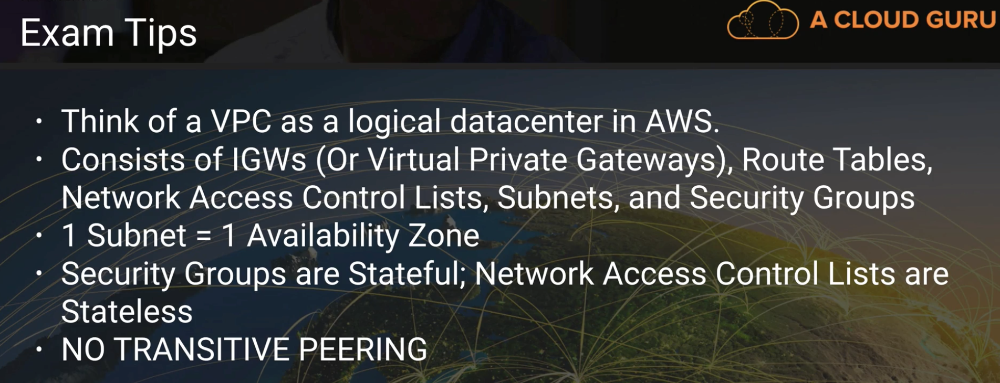 Exam Tips
A CLOUD GURU
· Think of a VPC as a logical datacenter in AWS.
· Consists of IGWs (Or Virtual Private Gateways), Route Tables,
Network Access Control Lists, Subnets, and Security Groups
· 1 Subnet = 1 Availability Zone
· Security Groups are Stateful; Network Access Control Lists are
Stateless
· NO TRANSITIVE PEERING